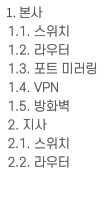 1. 본사
1.1. 스위치
1.2. 라우터
1.3. 포트 미러링
1.4. VPN
1.5. 방화벽
2. 지사
2.1. 스위치
2.2. 라우터